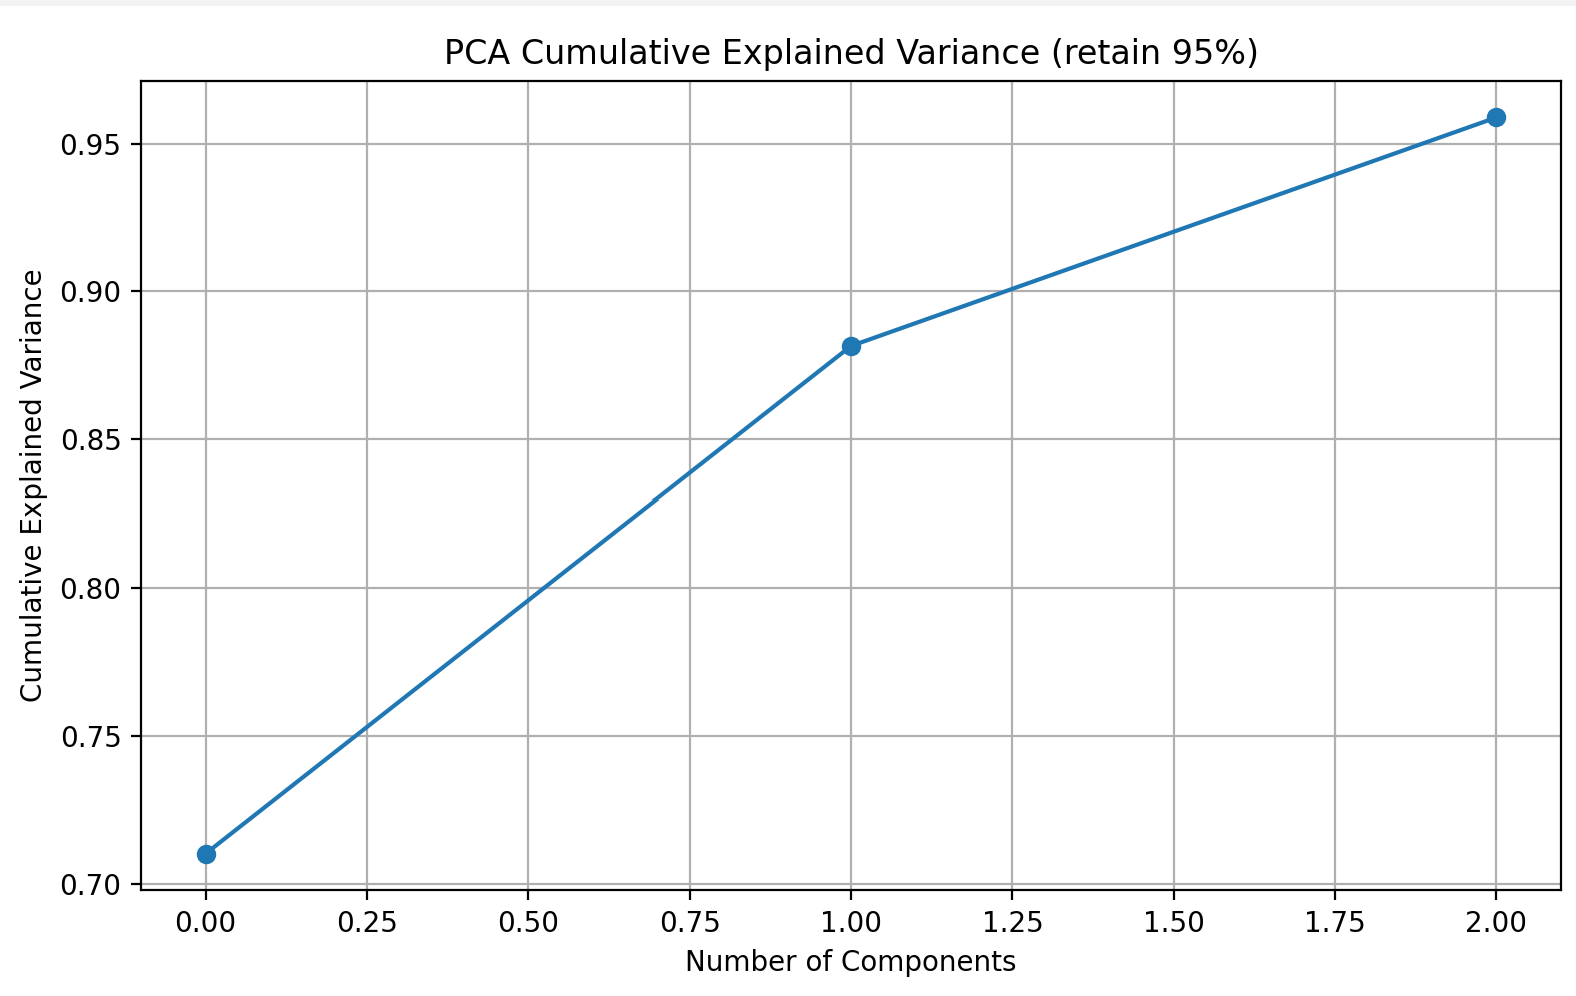 PCA Cumulative Explained Variance (retain 95%)
Cumulative Explained Variance
0.95
0.90
0.85
0.80
0.75
0.70
0.00 0.25 0.50 0.75 1.00 1.25 1.50 1.75 2.00
Number of Components